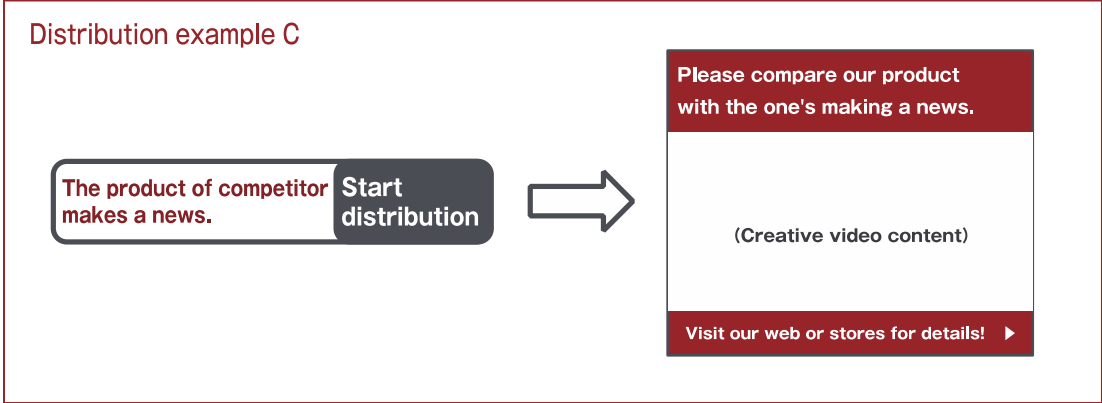 Distribution example C
Please compare our product
with the one's making a news.
The product of competitor
makes a news.
Start
distribution
(Creative video content)
Visit our web or stores for details!